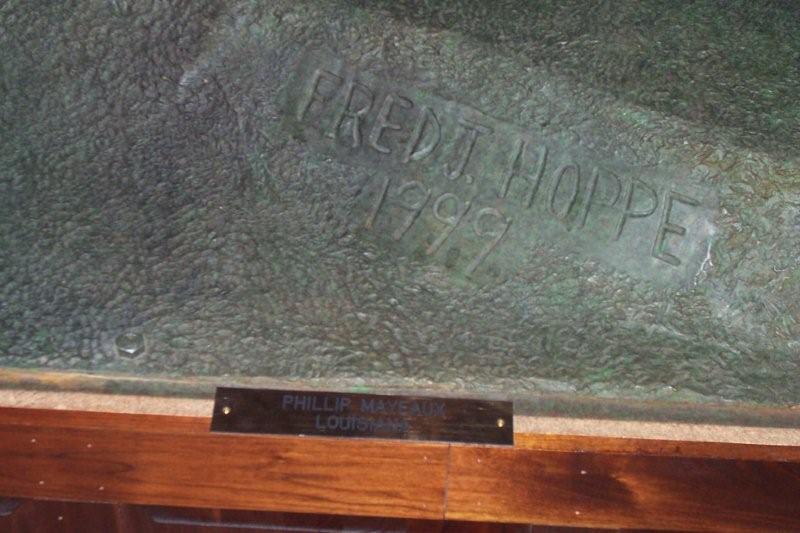 FRED J. HOPPE
1999
PHILLIP MAYEAUX
LOUISIANA